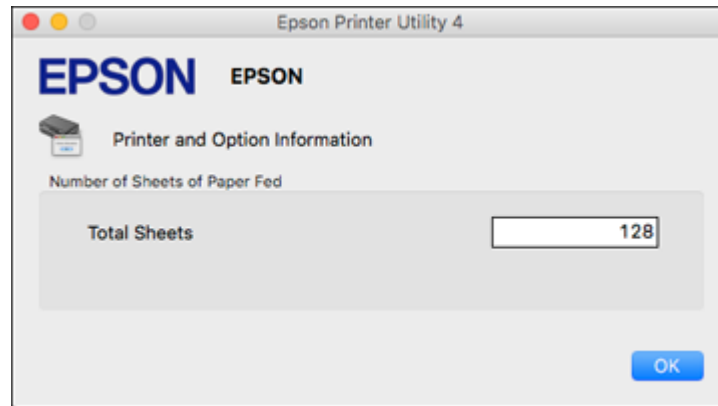 Epson Printer Utility 4
EPSON EPSON
Printer and Option Information
Number of Sheets of Paper Fed
Total Sheets 128
OK